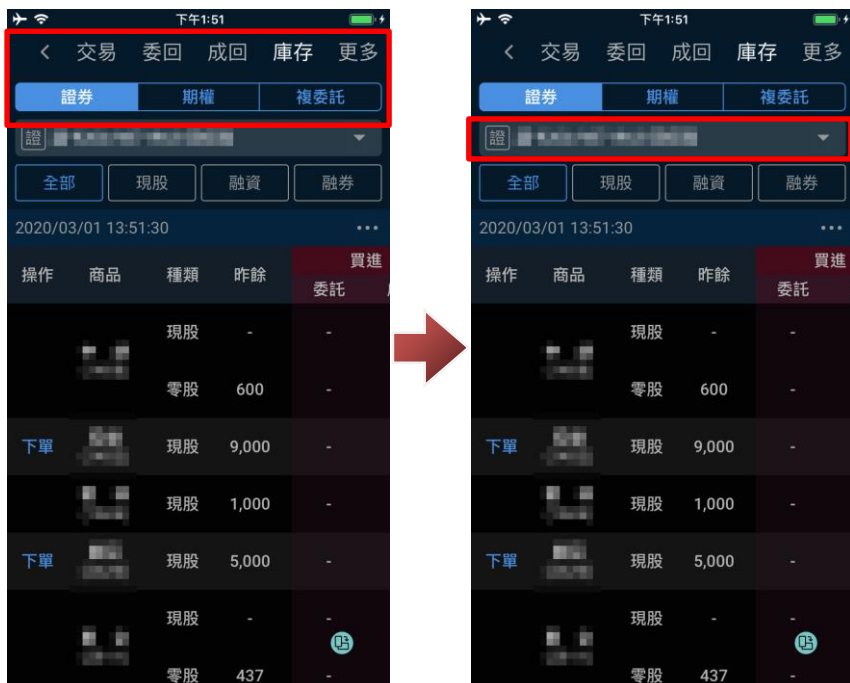 下午1:51
< 交易 委回 成回 庫存 更多
證券 期權 複委託
證
全部 現股 融資 融券
2020/03/01 13:51:30 •••
買進
操作 商品 種類 昨餘
委託
現股 - -
零股 600 -
下單 現股 9,000 -
現股 1,000 -
下單 現股 5,000 -
現股 - -
零股 437 -
下午1:51
< 交易 委回 成回 庫存 更多
證券 期權 複委託
證
全部 現股 融資 融券
2020/03/01 13:51:30 •••
買進
操作 商品 種類 昨餘
委託
現股 - -
零股 600 -
下單 現股 9,000 -
現股 1,000 -
下單 現股 5,000 -
現股 - -
零股 437 -